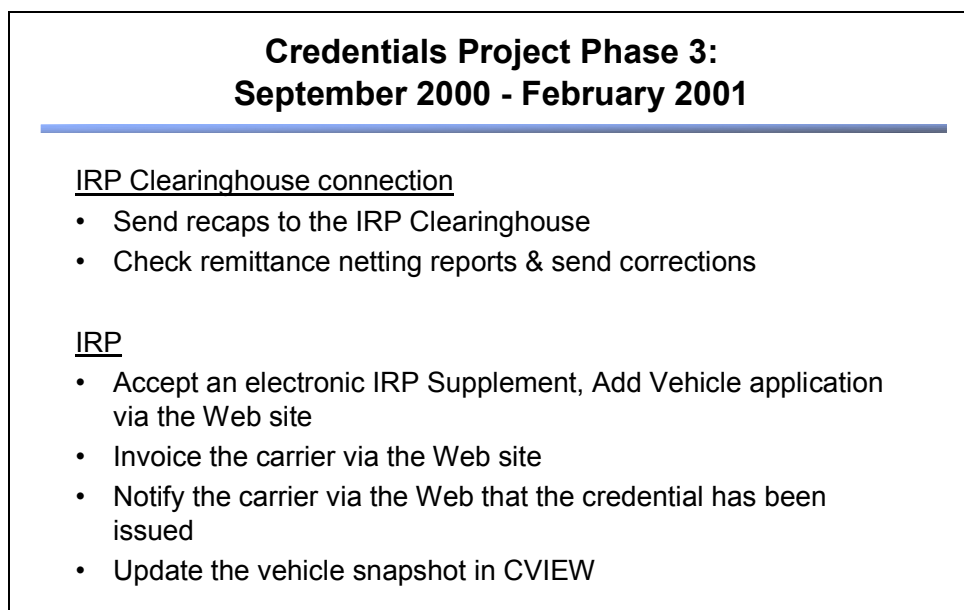 Credentials Project Phase 3:
September 2000 - February 2001
IRP Clearinghouse connection
• Send recaps to the IRP Clearinghouse
• Check remittance netting reports & send corrections
IRP
• Accept an electronic IRP Supplement, Add Vehicle application
via the Web site
• Invoice the carrier via the Web site
• Notify the carrier via the Web that the credential has been
issued
• Update the vehicle snapshot in CVIEW